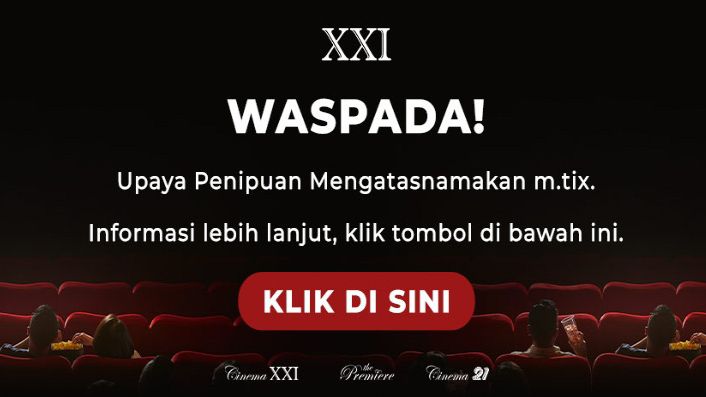 XXI
WASPADA!
Upaya Penipuan Mengatasnamakan m.tix.
Informasi lebih lanjut, klik tombol di bawah ini.
KLIK DI SINI
Cinema XXI the Premiere Cinema 21